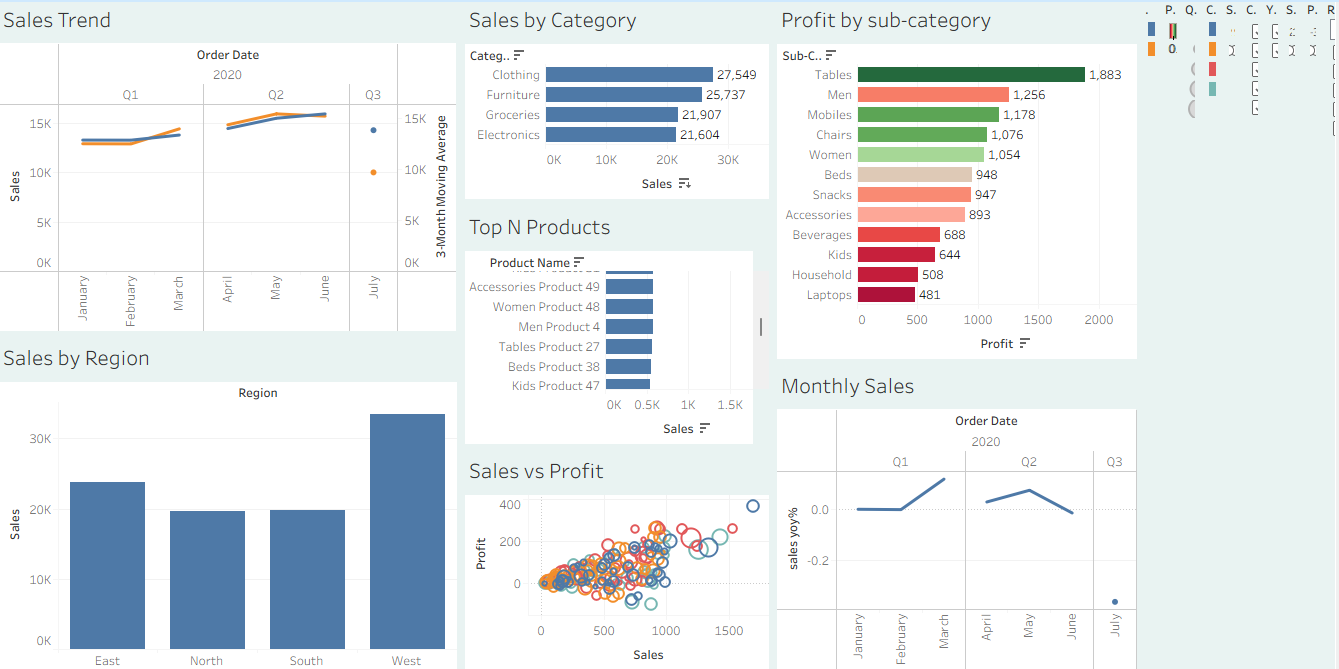 Sales Trend
Order Date
2020
Q1 Q2 Q3
15K
10K
5K
0K
Sales
15K
10K
5K
0K
3-Month Moving Average
January
February
March
April
May
June
July
Sales by Region
Region
30K
20K
10K
0K
Sales
East North South West
Sales by Category
Categ..
Clothing 27,549
Furniture 25,737
Groceries 21,907
Electronics 21,604
0K 10K 20K 30K
Sales
Top N Products
Product Name
Accessories Product 49
Women Product 48
Men Product 4
Tables Product 27
Beds Product 38
Kids Product 47
0K 0.5K 1K 1.5K
Sales
Sales vs Profit
400
200
0
Profit
0 500 1000 1500
Sales
Profit by sub-category
Sub-C..
Tables 1,883
Men 1,256
Mobiles 1,178
Chairs 1,076
Women 1,054
Beds 948
Snacks 947
Accessories 893
Beverages 688
Kids 644
Household 508
Laptops 481
0 500 1000 1500 2000
Profit
Monthly Sales
Order Date
2020
Q1 Q2 Q3
0.0
-0.2
sales yoy%
January
February
March
April
May
June
July
. P. Q. C. S. C. Y. S. P. R